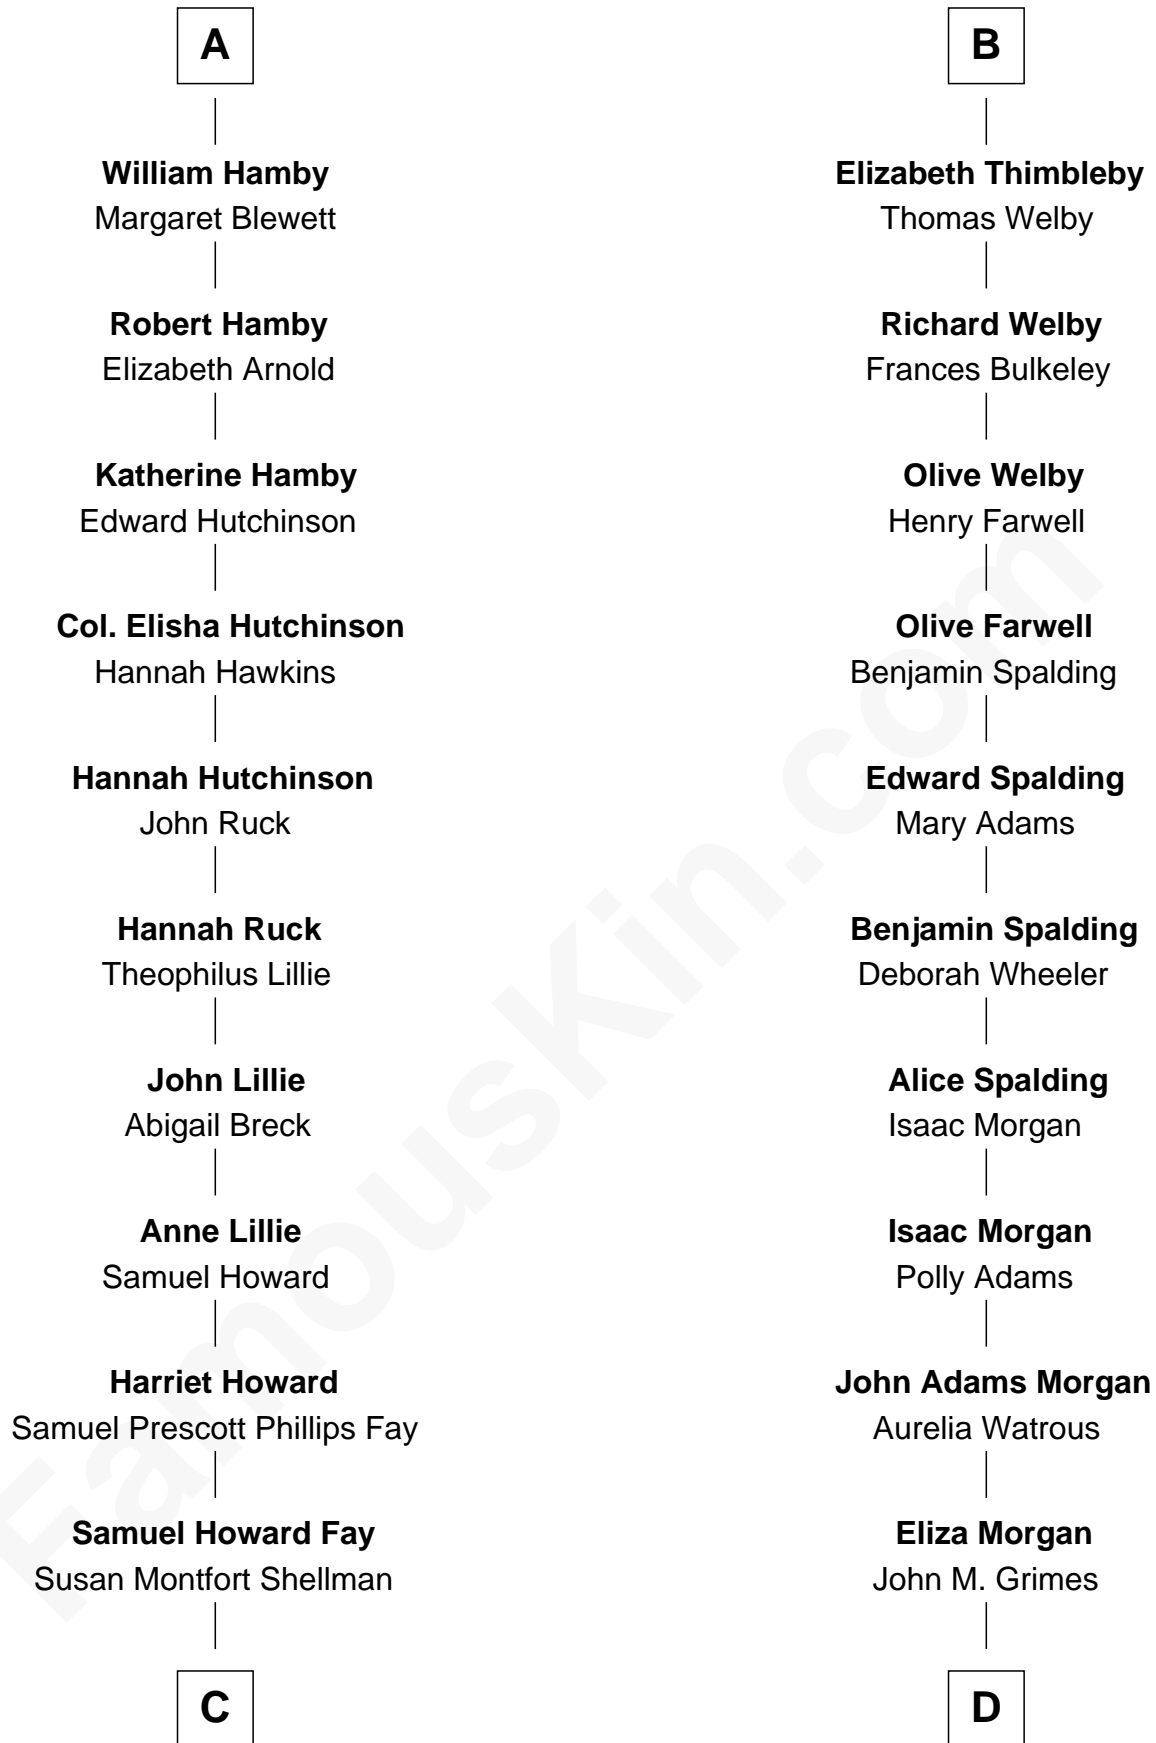 A
William Hamby
Margaret Blewett
Robert Hamby
Elizabeth Arnold
Katherine Hamby
Edward Hutchinson
Col. Elisha Hutchinson
Hannah Hawkins
Hannah Hutchinson
John Ruck
Hannah Ruck
Theophilus Lillie
John Lillie
Abigail Breck
Anne Lillie
Samuel Howard
Harriet Howard
Samuel Prescott Phillips Fay
Samuel Howard Fay
Susan Montfort Shellman
C
B
Elizabeth Thimbleby
Thomas Welby
Richard Welby
Frances Bulkeley
Olive Welby
Henry Farwell
Olive Farwell
Benjamin Spalding
Edward Spalding
Mary Adams
Benjamin Spalding
Deborah Wheeler
Alice Spalding
Isaac Morgan
Isaac Morgan
Polly Adams
John Adams Morgan
Aurelia Watrous
Eliza Morgan
John M. Grimes
D
FamousKin.com